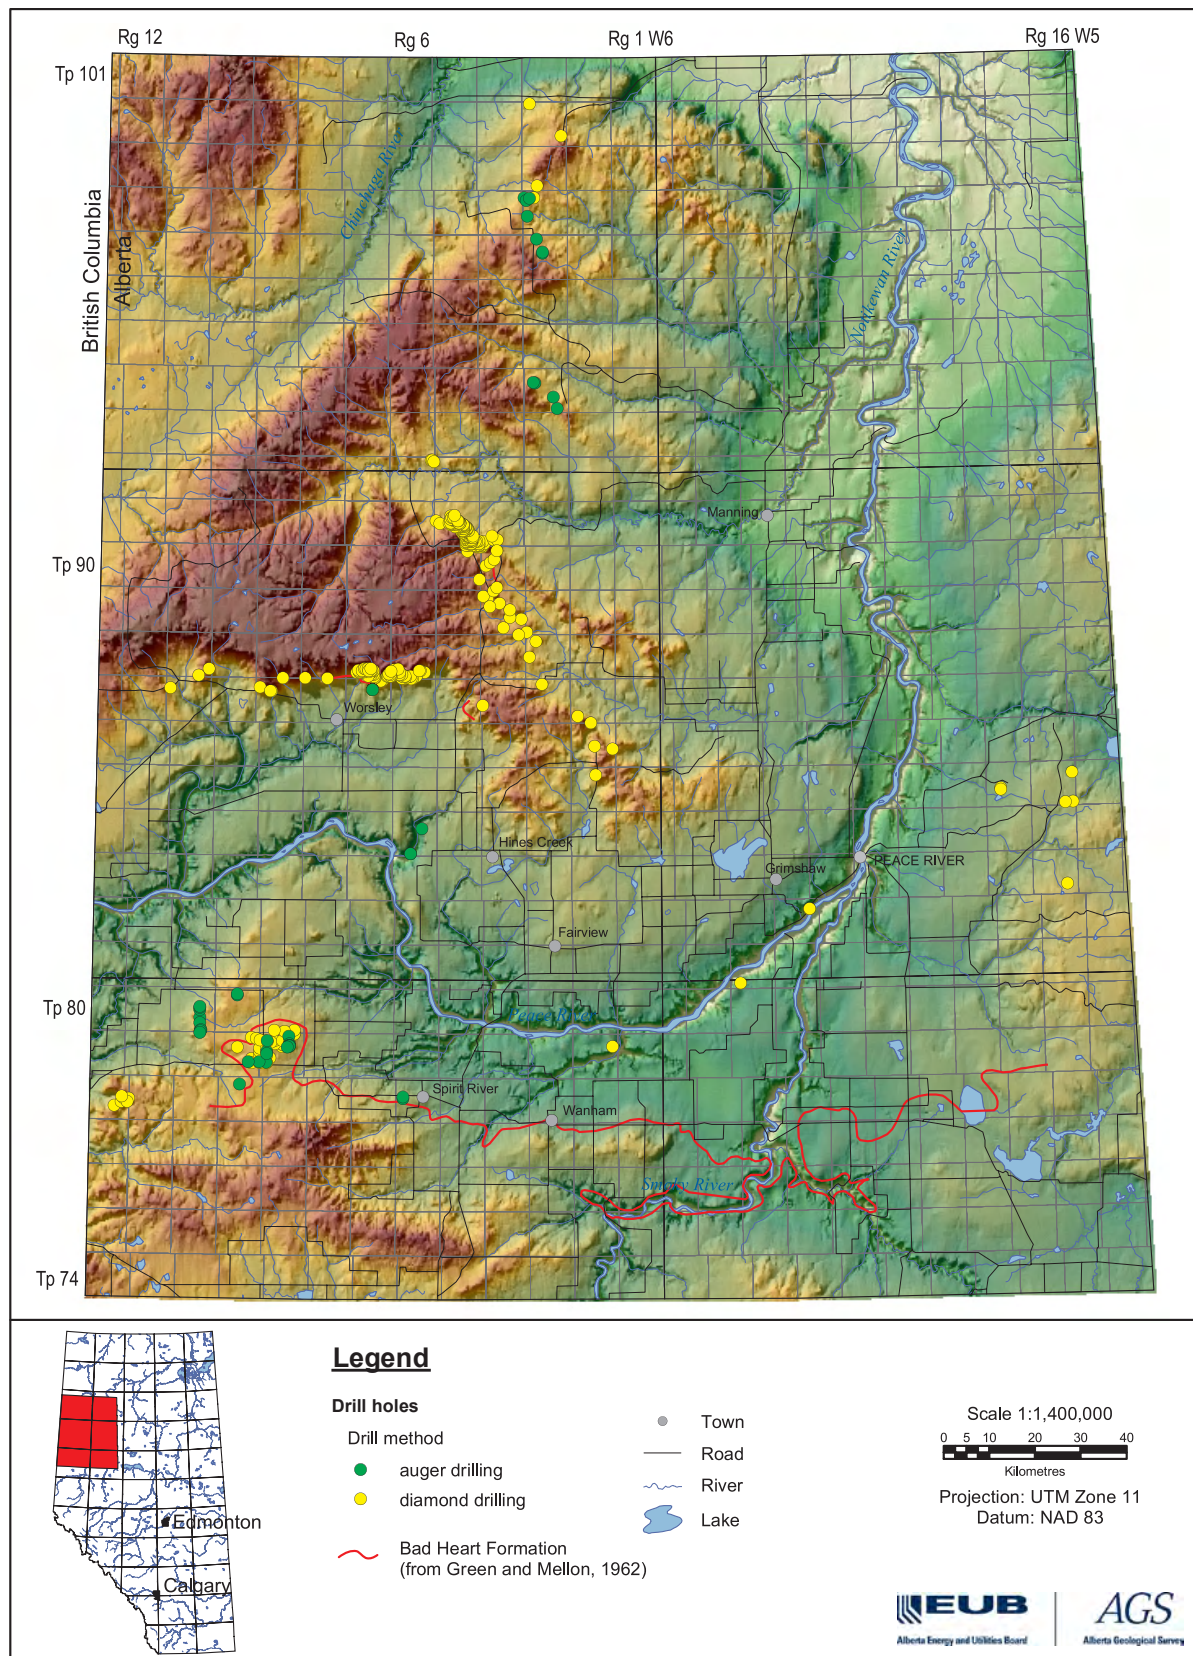 Rg 12
Rg 6
Rg 1 W6
Rg 16 W5
Tp 101
Chinchaga River
British Columbia
Alberta
Notikewan River
Manning
Tp 90
Worsley
Hines Creek
PEACE RIVER
Grimshaw
Fairview
Tp 80
Peace River
Spirit River
Wanham
Smoky River
Tp 74
Legend
Drill holes
Drill method
auger drilling
diamond drilling
Bad Heart Formation
(from Green and Mellon, 1962)
Town
Road
River
Lake
Scale 1:1,400,000
0 5 10 20 30 40
Kilometres
Projection: UTM Zone 11
Datum: NAD 83
Edmonton
Calgary
EUB
Alberta Energy and Utilities Board
AGS
Alberta Geological Survey